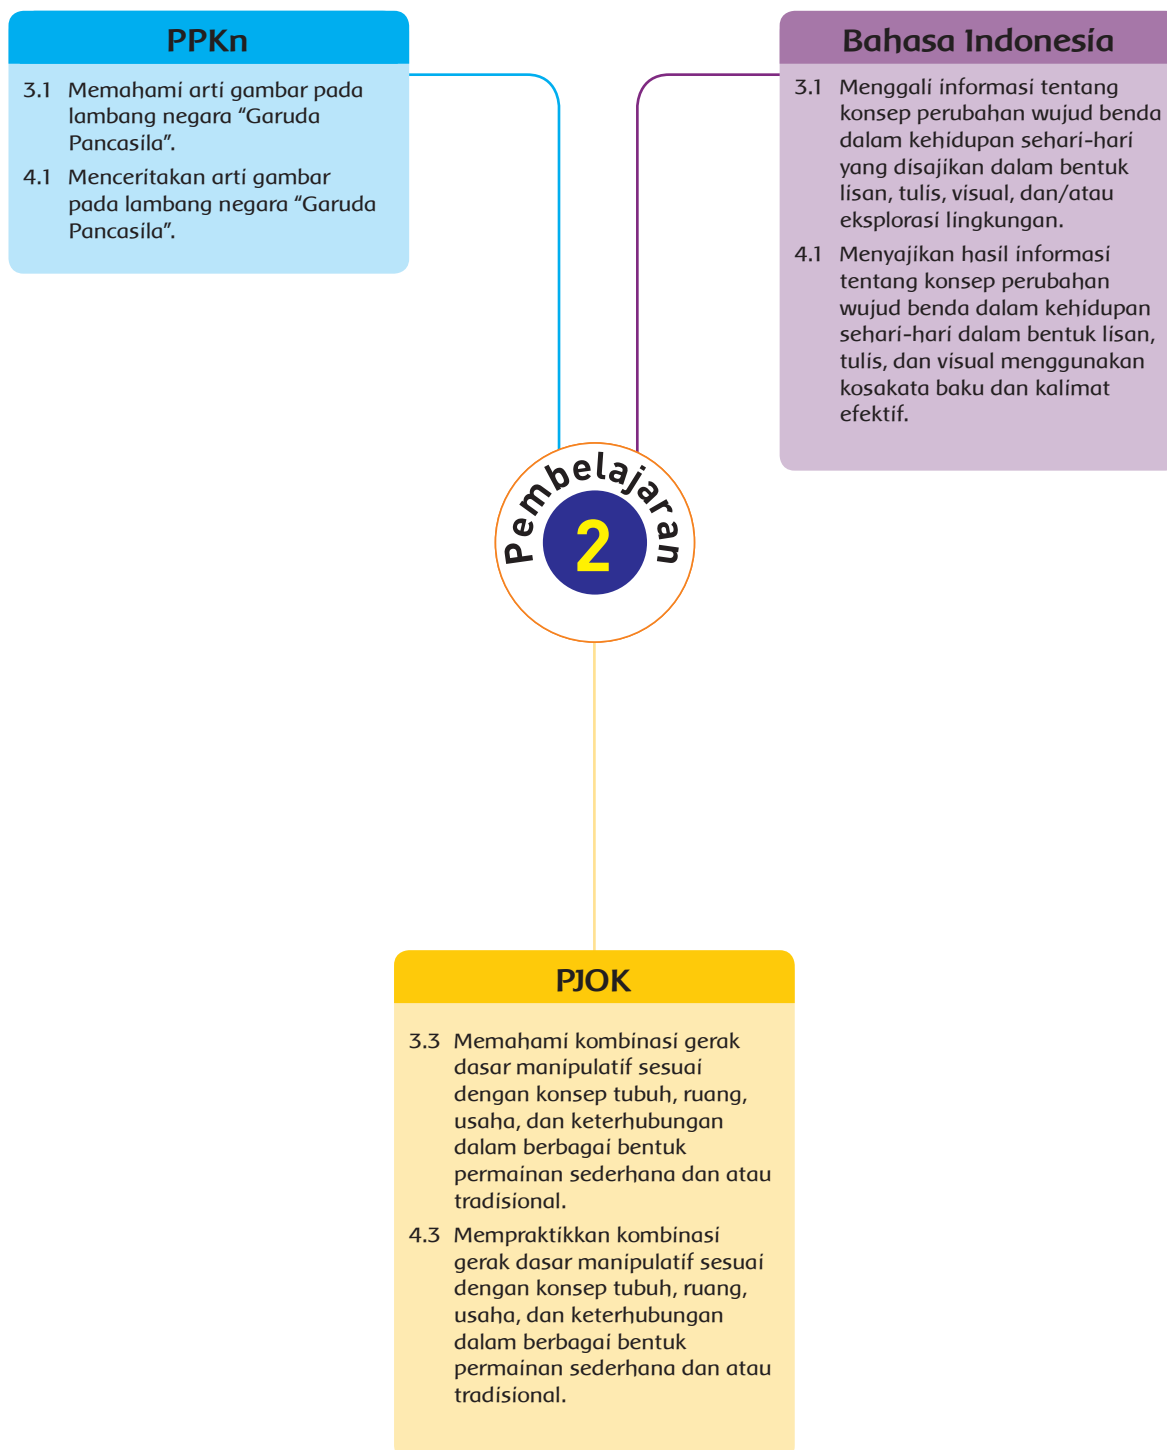 PPKn
3.1 Memahami arti gambar pada
lambang negara “Garuda
Pancasila”.
4.1 Menceritakan arti gambar
pada lambang negara “Garuda
Pancasila”.
Bahasa Indonesia
3.1 Menggali informasi tentang
konsep perubahan wujud benda
dalam kehidupan sehari-hari
yang disajikan dalam bentuk
lisan, tulis, visual, dan/atau
eksplorasi lingkungan.
4.1 Menyajikan hasil informasi
tentang konsep perubahan
wujud benda dalam kehidupan
sehari-hari dalam bentuk lisan,
tulis, dan visual menggunakan
kosakata baku dan kalimat
efektif.
Pembelajaran
2
PJOK
3.3 Memahami kombinasi gerak
dasar manipulatif sesuai
dengan konsep tubuh, ruang,
usaha, dan keterhubungan
dalam berbagai bentuk
permainan sederhana dan atau
tradisional.
4.3 Mempraktikkan kombinasi
gerak dasar manipulatif sesuai
dengan konsep tubuh, ruang,
usaha, dan keterhubungan
dalam berbagai bentuk
permainan sederhana dan atau
tradisional.